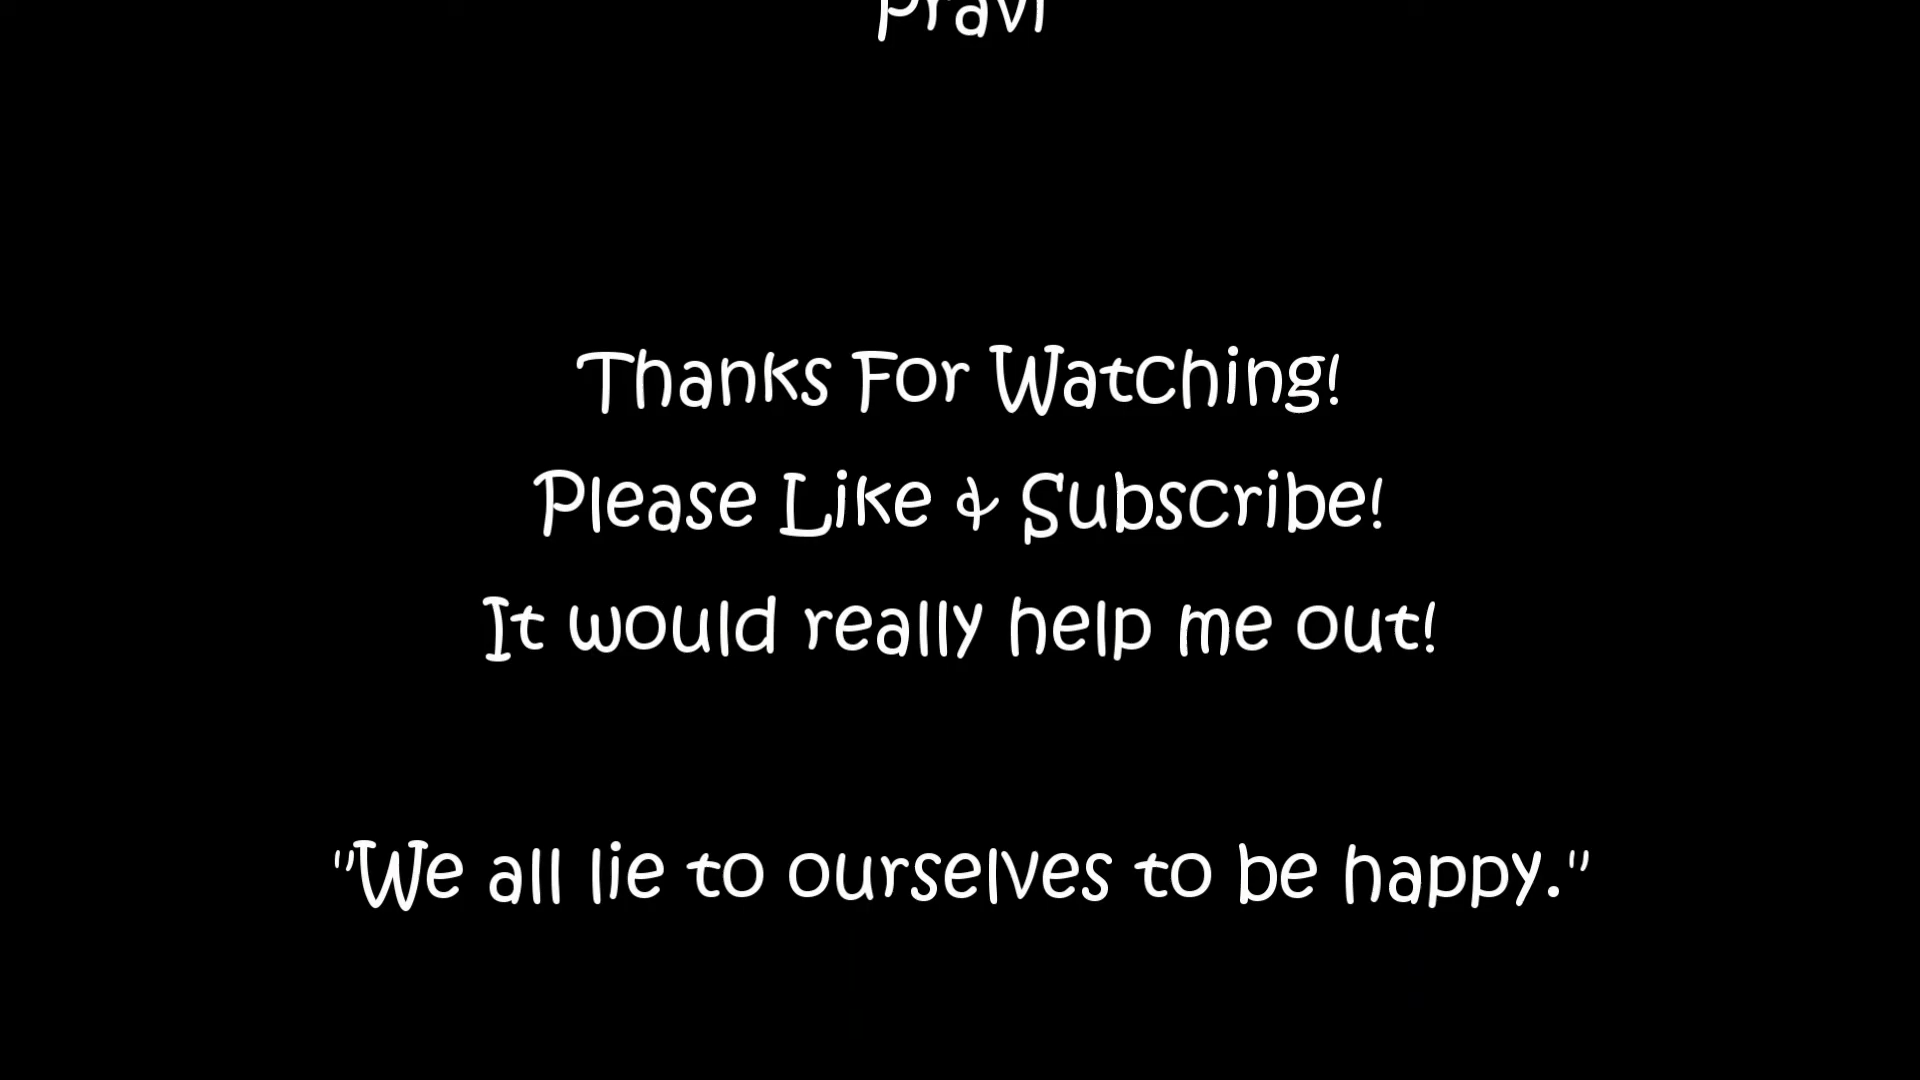 Thanks For Watching!
Please Like & Subscribe!
It would really help me out!
"We all lie to ourselves to be happy."